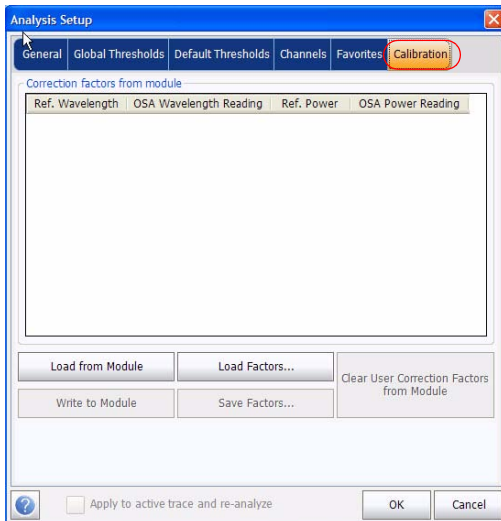 Analysis Setup
General Global Thresholds Default Thresholds Channels Favorites Calibration
Correction factors from module
Ref. Wavelength OSA Wavelength Reading Ref. Power OSA Power Reading
Load from Module Load Factors...
Clear User Correction Factors from Module
Write to Module Save Factors...
? Apply to active trace and re-analyze OK Cancel